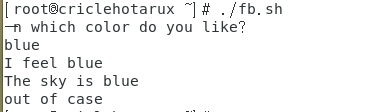 [root@criclehotarux ~]# ./fb.sh
-n which color do you like?
blue
I feel blue
The sky is blue
out of case